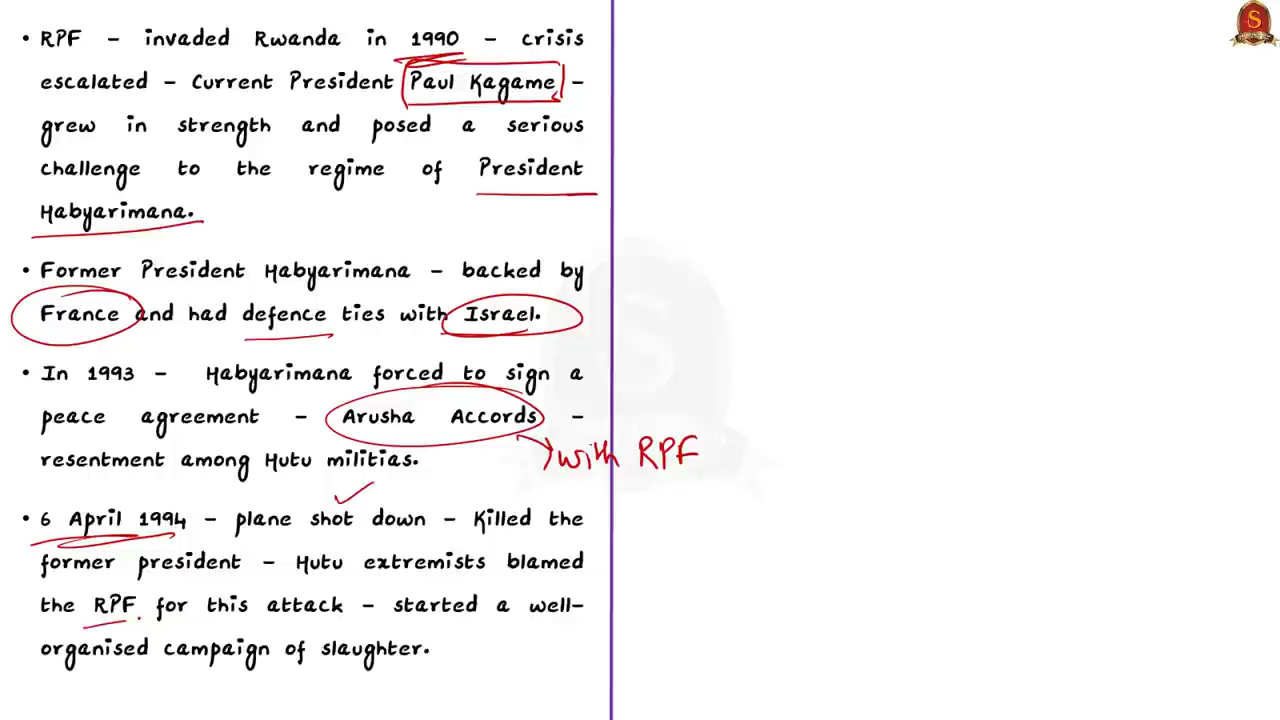 • RPF – invaded Rwanda in 1990 – crisis
escalated – Current President Paul Kagame –
grew in strength and posed a serious
challenge to the regime of President
Habyarimana.
• Former President Habyarimana – backed by
France and had defence ties with Israel.
• In 1993 – Habyarimana forced to sign a
peace agreement – Arusha Accords –
resentment among Hutu militias.
with RPF
• 6 April 1994 – plane shot down – Killed the
former president – Hutu extremists blamed
the RPF for this attack – started a well-
organised campaign of slaughter.
S
S